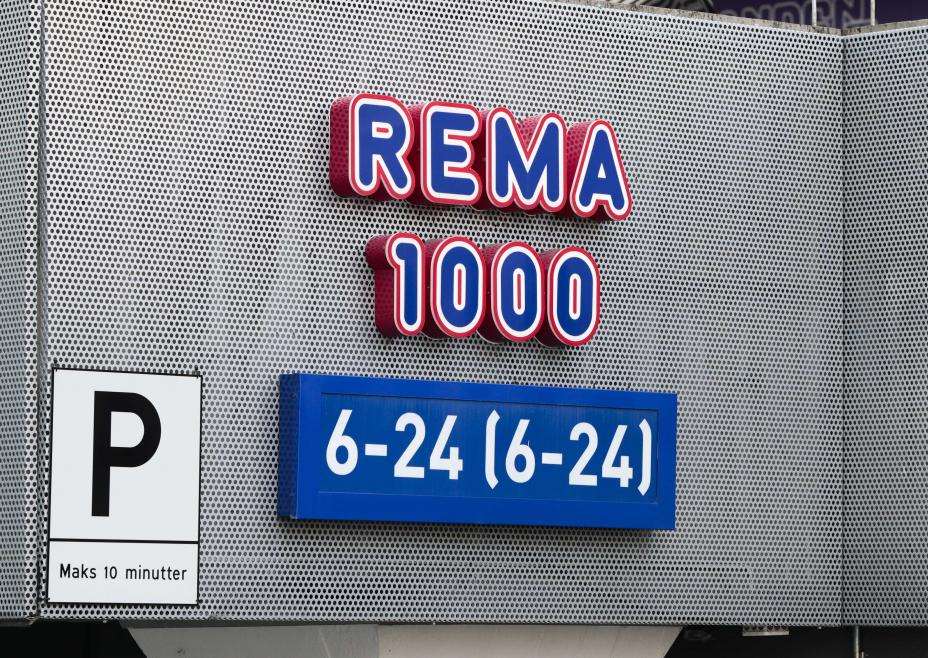 REMA
1000
6-24 (6-24)
P
Maks 10 minutter